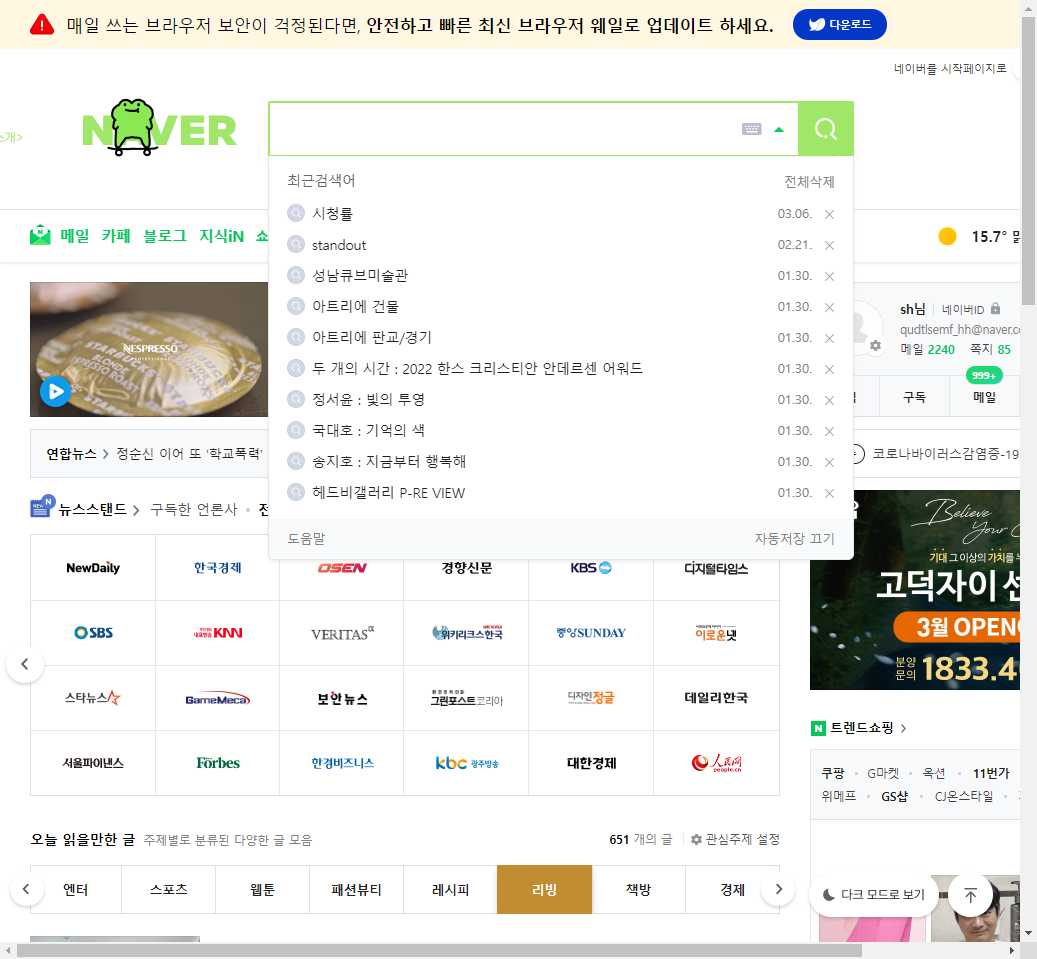 매일 쓰는 브라우저 보안이 걱정된다면, 안전하고 빠른 최신 브라우저 웨일로 업데이트 하세요. 다운로드
네이버를 시작페이지로
소개>
NAVER
최근검색어 전체삭제
시청률 03.06.
standout 02.21.
성남큐브미술관 01.30.
아트리에 건물 01.30.
아트리에 판교/경기 01.30.
두 개의 시간 : 2022 한스 크리스티안 안데르센 어워드 01.30.
정서윤 : 빛의 투영 01.30.
국대호 : 기억의 색 01.30.
송지호 : 지금부터 행복해 01.30.
헤드비갤러리 P-RE VIEW 01.30.
도움말 자동저장 끄기
메일 카페 블로그 지식iN 쇼
15.7° 맑
NESPRESSO
PROFESSIONAL
STARBUCKS
BLONDE
ESPRESSO ROAST
sh님 네이버ID
qudtlsemf_hh@naver.co
메일 2240 쪽지 85
999+
구독 메일
연합뉴스 > 정순신 이어 또 '학교폭력'
코로나바이러스감염증-19
뉴스스탠드 > 구독한 언론사 · 전
NewDaily 한국경제 OSEN 경향신문 KBS 디지털타임스
SBS KNN VERITAS α 위키리크스한국 중앙SUNDAY 이로운넷
스타뉴스 GameMeca 보안뉴스 그린포스트코리아 디자인정글 데일리한국
서울파이낸스 Forbes 한경비즈니스 kbc 광주방송 대한경제 人民网
people.cn
Believe
Your
기대 그 이상의 가치를 누
고덕자이 센
3월 OPEN
분양
문의 1833.4
트렌드쇼핑 >
쿠팡 · G마켓 · 옥션 · 11번가
위메프 · GS샵 · CJ온스타일 ·
오늘 읽을만한 글 주제별로 분류된 다양한 글 모음 651 개의 글 관심주제 설정
엔터 스포츠 웹툰 패션뷰티 레시피 리빙 책방 경제
다크 모드로 보기